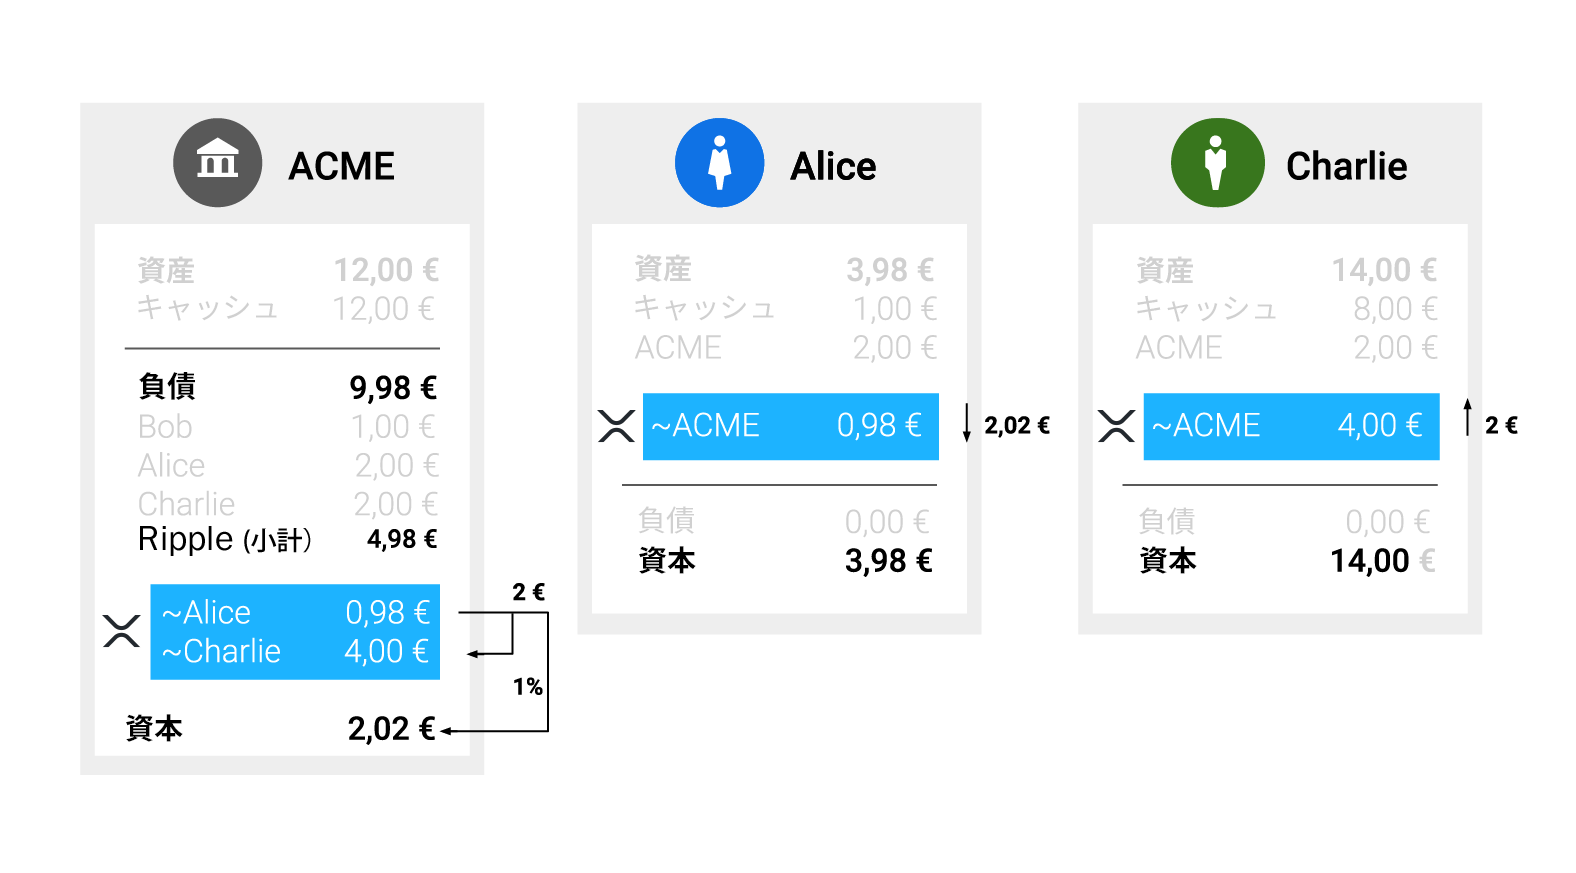 ACME
資産 12,00 €
キャッシュ 12,00 €
負債 9,98 €
Bob 1,00 €
Alice 2,00 €
Charlie 2,00 €
Ripple (小計) 4,98 €
~Alice 0,98 €
~Charlie 4,00 €
2 €
1%
資本 2,02 €
Alice
資産 3,98 €
キャッシュ 1,00 €
ACME 2,00 €
~ACME 0,98 €
2,02 €
負債 0,00 €
資本 3,98 €
Charlie
資産 14,00 €
キャッシュ 8,00 €
ACME 2,00 €
~ACME 4,00 €
2 €
負債 0,00 €
資本 14,00 €